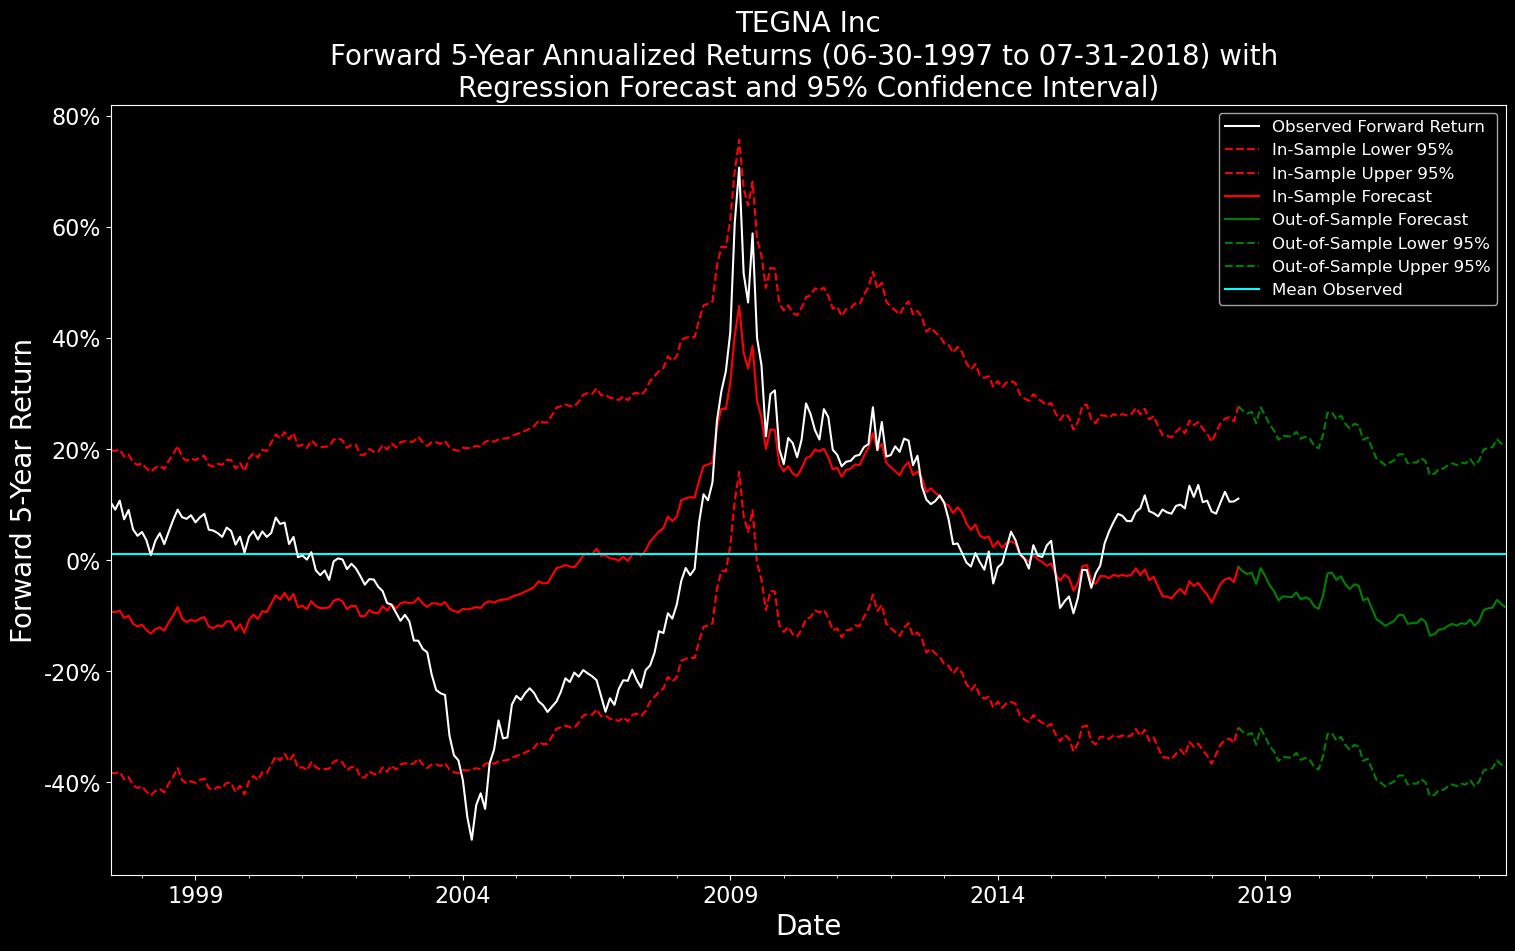 TEGNA Inc
Forward 5-Year Annualized Returns (06-30-1997 to 07-31-2018) with
Regression Forecast and 95% Confidence Interval)
80%
60%
40%
20%
0%
-20%
-40%
Forward 5-Year Return
Observed Forward Return
In-Sample Lower 95%
In-Sample Upper 95%
In-Sample Forecast
Out-of-Sample Forecast
Out-of-Sample Lower 95%
Out-of-Sample Upper 95%
Mean Observed
1999
2004
2009
2014
2019
Date